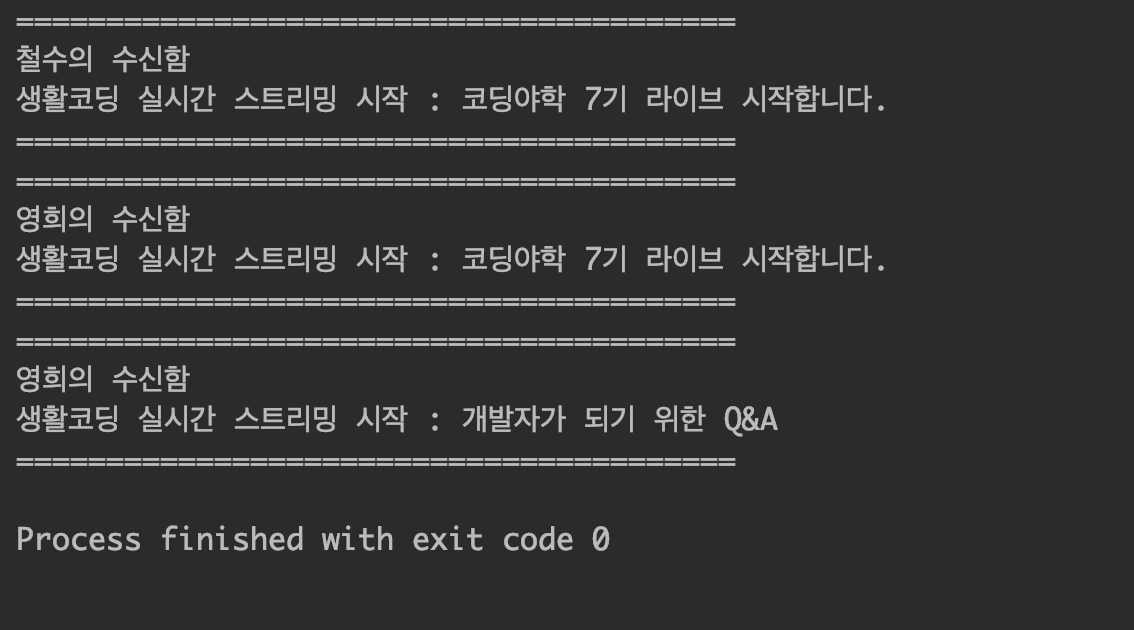 ========================================
철수의 수신함
생활코딩 실시간 스트리밍 시작 : 코딩야학 7기 라이브 시작합니다.
========================================
========================================
영희의 수신함
생활코딩 실시간 스트리밍 시작 : 코딩야학 7기 라이브 시작합니다.
========================================
========================================
영희의 수신함
생활코딩 실시간 스트리밍 시작 : 개발자가 되기 위한 Q&A
========================================
Process finished with exit code 0